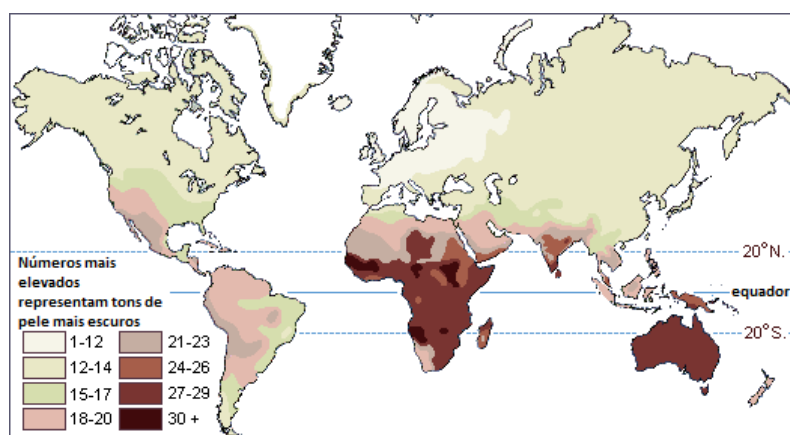 20°N.
Números mais
elevados
representam tons de
pele mais escuros
equador
20°S.
1-12
12-14
15-17
18-20
21-23
24-26
27-29
30 +